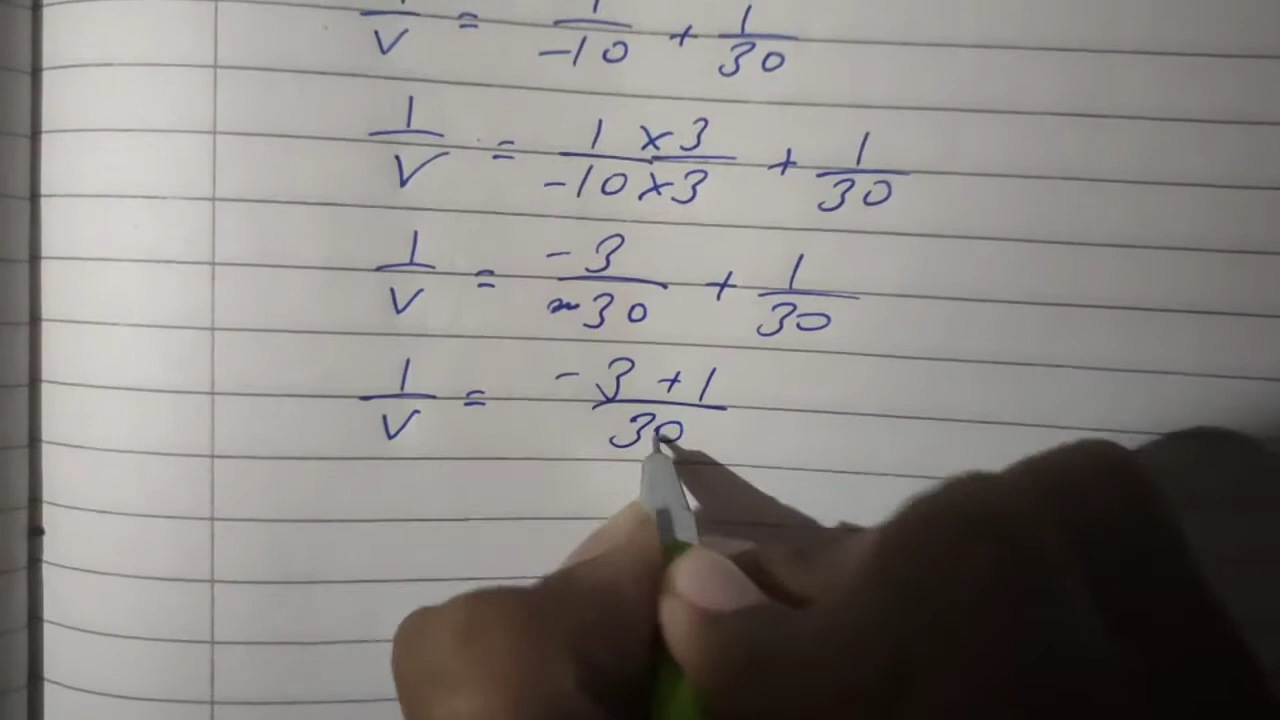 1/v = 1/-10 + 1/30
1/v = 1 x 3/-10 x 3 + 1/30
1/v = -3/~30 + 1/30
1/v = -3 + 1/30